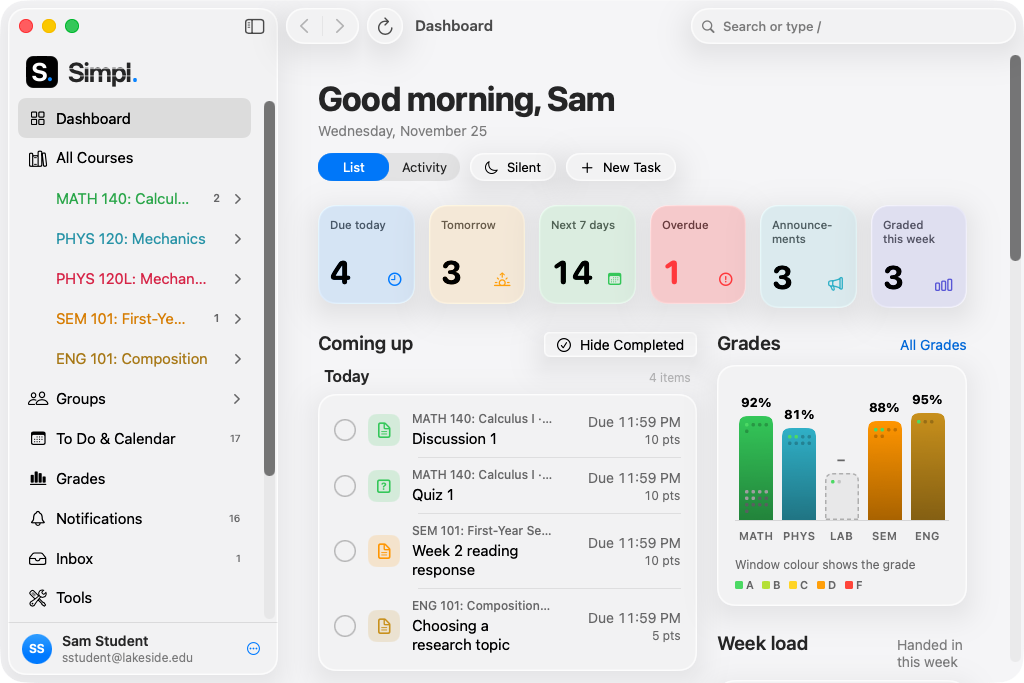 Simpl.
S.
Dashboard
All Courses
MATH 140: Calcul... 2
PHYS 120: Mechanics
PHYS 120L: Mechan...
SEM 101: First-Ye... 1
ENG 101: Composition
Groups
To Do & Calendar 17
Grades
Notifications 16
Inbox 1
Tools
SS
Sam Student
sstudent@lakeside.edu
Dashboard
Search or type /
Good morning, Sam
Wednesday, November 25
List Activity Silent + New Task
Due today
4
Tomorrow
3
Next 7 days
14
Overdue
1
Announce-
ments
3
Graded
this week
3
Coming up
Hide Completed
Today
4 items
MATH 140: Calculus I ·...
Discussion 1
Due 11:59 PM
10 pts
MATH 140: Calculus I ·...
Quiz 1
Due 11:59 PM
10 pts
SEM 101: First-Year Se...
Week 2 reading
response
Due 11:59 PM
10 pts
ENG 101: Composition...
Choosing a
research topic
Due 11:59 PM
5 pts
Grades
All Grades
92% 81% – 88% 95%
MATH PHYS LAB SEM ENG
Window colour shows the grade
A B C D F
Week load
Handed in
this week